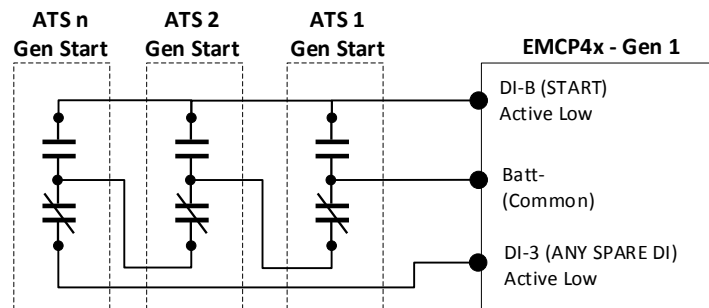 ATS n
Gen Start
ATS 2
Gen Start
ATS 1
Gen Start
EMCP4x - Gen 1
DI-B (START)
Active Low
Batt-
(Common)
DI-3 (ANY SPARE DI)
Active Low